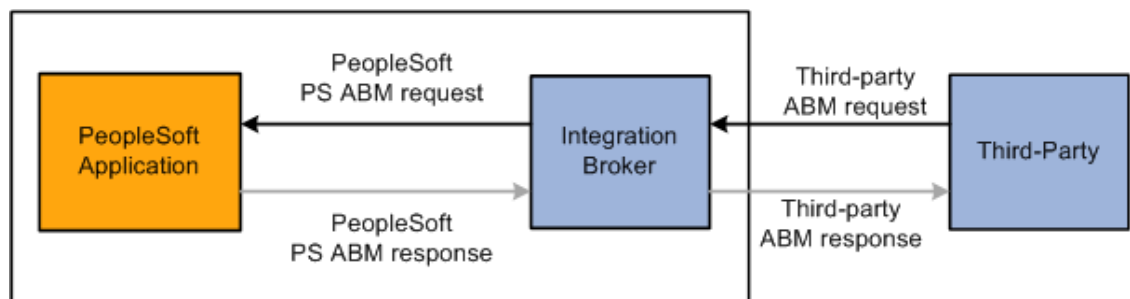 PeopleSoft
PS ABM request
Third-party
ABM request
PeopleSoft
Application
Integration
Broker
Third-Party
PeopleSoft
PS ABM response
Third-party
ABM response